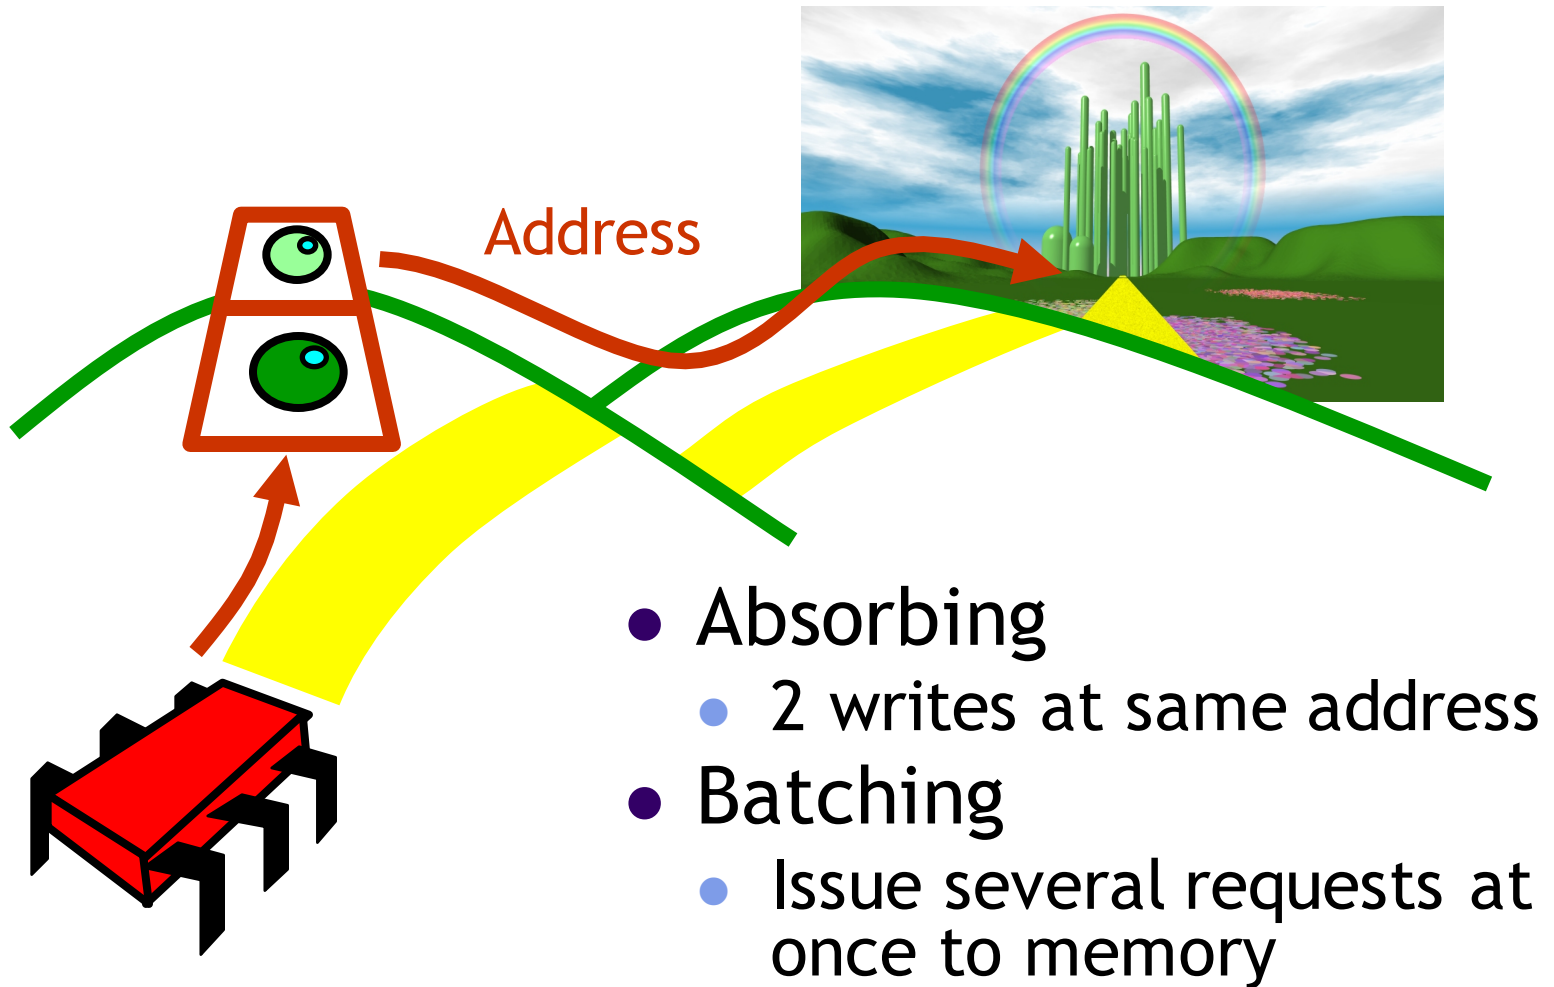 Address
Absorbing
2 writes at same address
Batching
Issue several requests at
once to memory